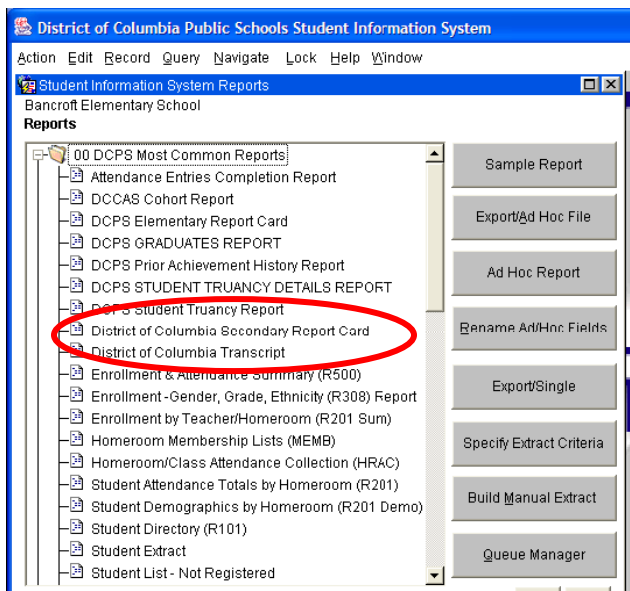 District of Columbia Public Schools Student Information System
Action Edit Record Query Navigate Lock Help Window
Student Information System Reports
Bancroft Elementary School
Reports
00 DCPS Most Common Reports
Attendance Entries Completion Report
DCCAS Cohort Report
DCPS Elementary Report Card
DCPS GRADUATES REPORT
DCPS Prior Achievement History Report
DCPS STUDENT TRUANCY DETAILS REPORT
DCPS Student Truancy Report
District of Columbia Secondary Report Card
District of Columbia Transcript
Enrollment & Attendance Summary (R500)
Enrollment -Gender, Grade, Ethnicity (R308) Report
Enrollment by Teacher/Homeroom (R201 Sum)
Homeroom Membership Lists (MEMB)
Homeroom/Class Attendance Collection (HRAC)
Student Attendance Totals by Homeroom (R201)
Student Demographics by Homeroom (R201 Demo)
Student Directory (R101)
Student Extract
Student List - Not Registered
Sample Report
Export/Ad Hoc File
Ad Hoc Report
Rename Ad/Hoc Fields
Export/Single
Specify Extract Criteria
Build Manual Extract
Queue Manager